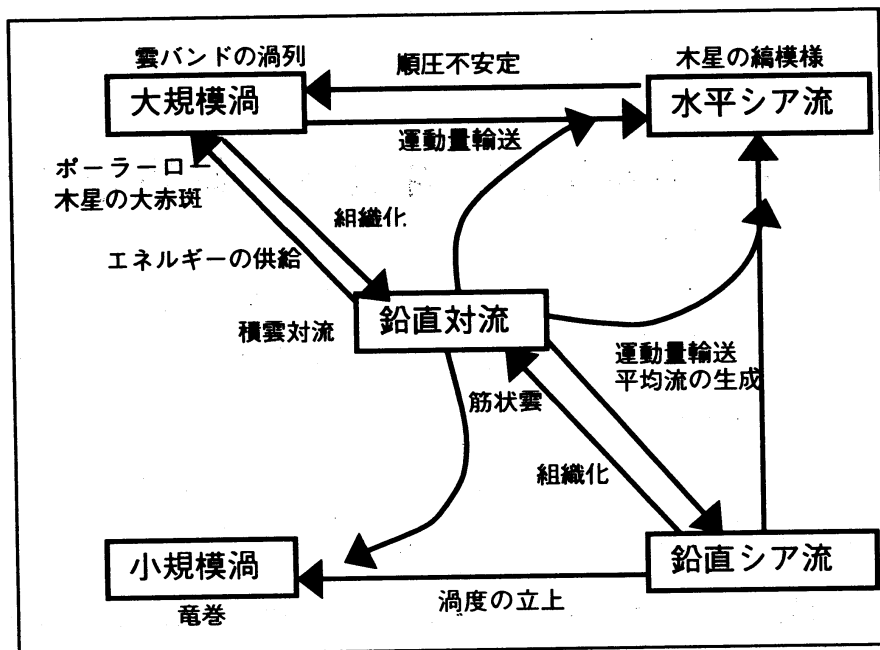 雲バンドの渦列
大規模渦
順圧不安定
木星の縞模様
水平シア流
運動量輸送
ポーラーロー
木星の大赤斑
組織化
エネルギーの供給
鉛直対流
積雲対流
運動量輸送
平均流の生成
筋状雲
組織化
小規模渦
竜巻
渦度の立上
鉛直シア流